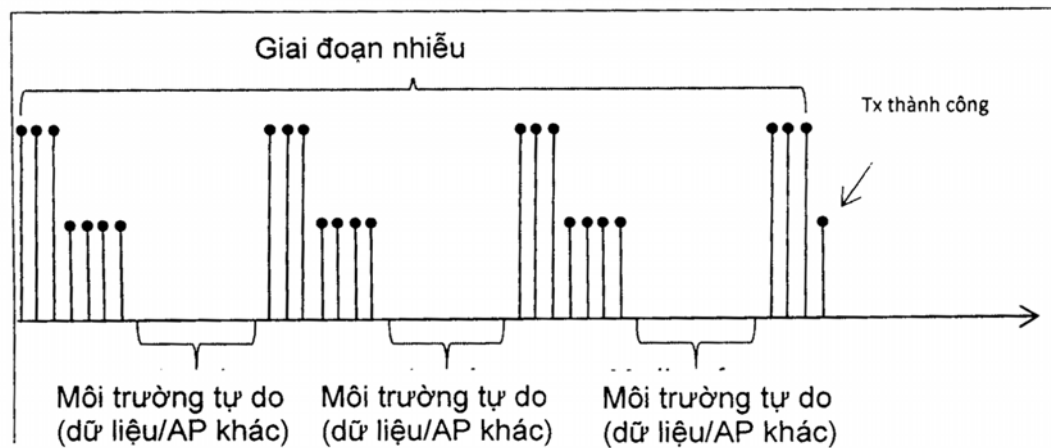 Giai đoạn nhiễu
Tx thành công
Môi trường tự do
(dữ liệu/AP khác)
Môi trường tự do
(dữ liệu/AP khác)
Môi trường tự do
(dữ liệu/AP khác)